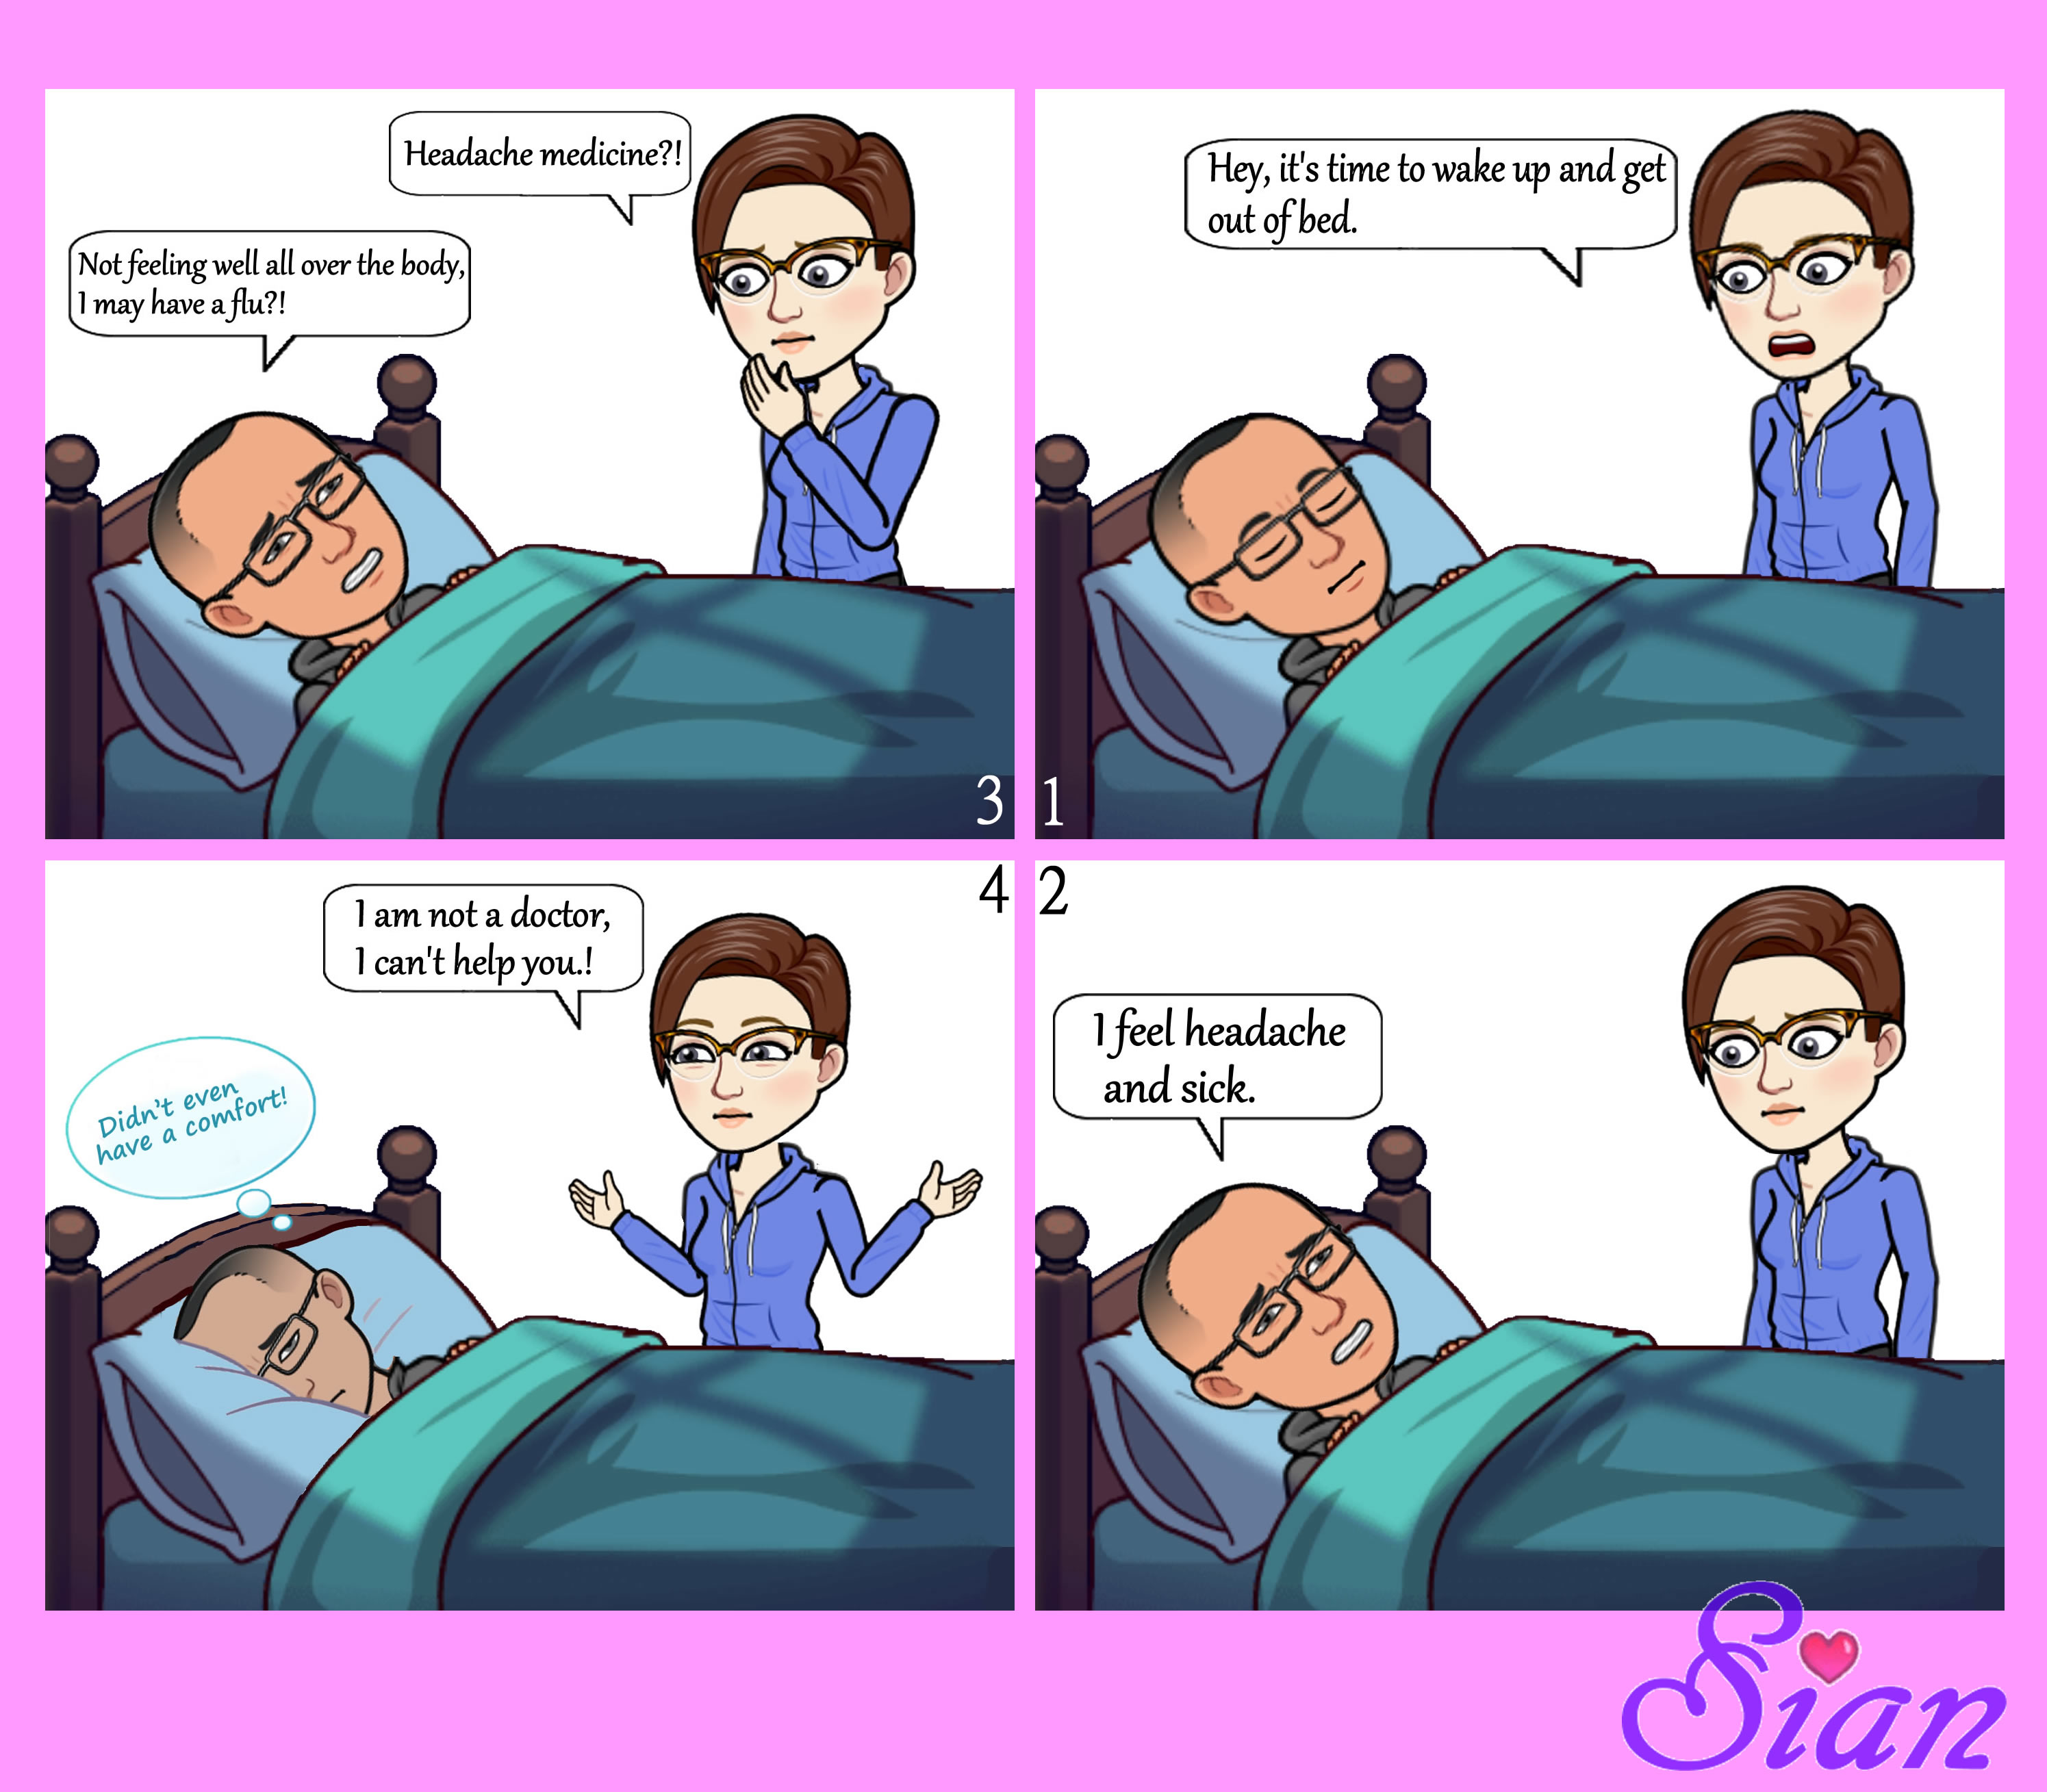 Hey, it's time to wake up and get
out of bed.
1
2
I feel headache
and sick.
Headache medicine?!
Not feeling well all over the body,
I may have a flu?!
3
4
I am not a doctor,
I can't help you.!
Didn't even
have a comfort!
Sian